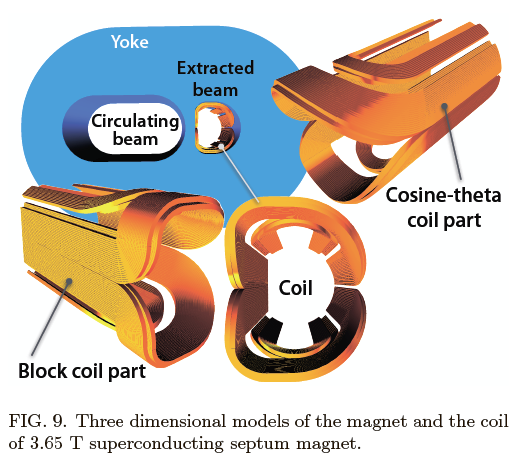 Yoke
Extracted
beam
Circulating
beam
Cosine-theta
coil part
Coil
Block coil part
FIG. 9. Three dimensional models of the magnet and the coil
of 3.65 T superconducting septum magnet.